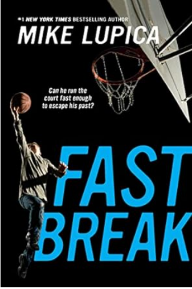 #1 NEW YORK TIMES BESTSELLING AUTHOR
MIKE LUPICA
Can he run the
court fast enough
to escape his past?
FAST
BREAK